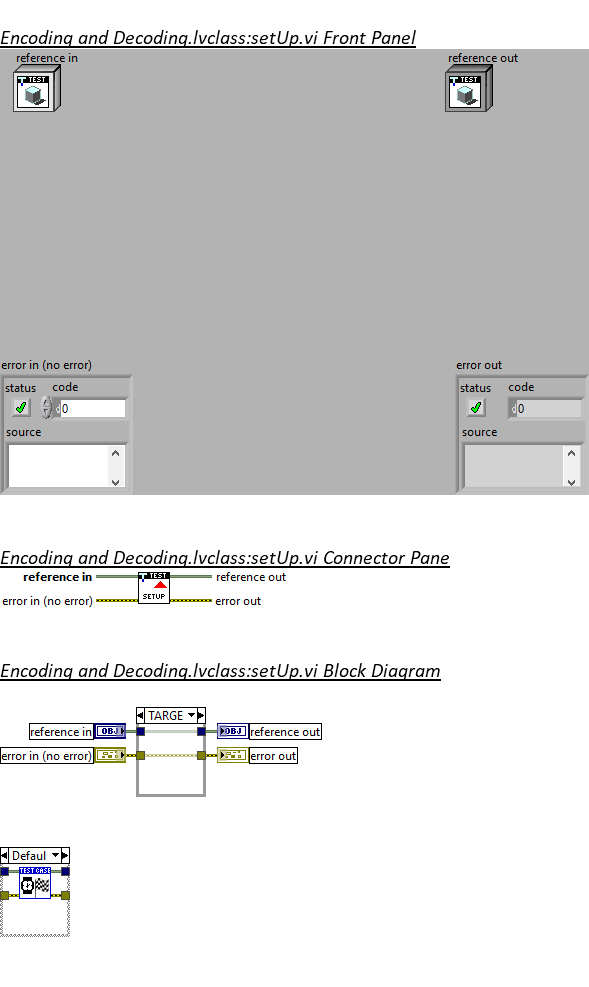 Encoding and Decoding.lvclass:setUp.vi Front Panel
reference in
reference out
TEST
TEST
error in (no error)
error out
status code
status code
d 0
d 0
source
source
Encoding and Decoding.lvclass:setUp.vi Connector Pane
reference in
TEST
reference out
error in (no error)
SETUP
error out
Encoding and Decoding.lvclass:setUp.vi Block Diagram
TARGE
reference in
OBJ
OBJ
reference out
error in (no error)
error out
Defaul
TEST CASE